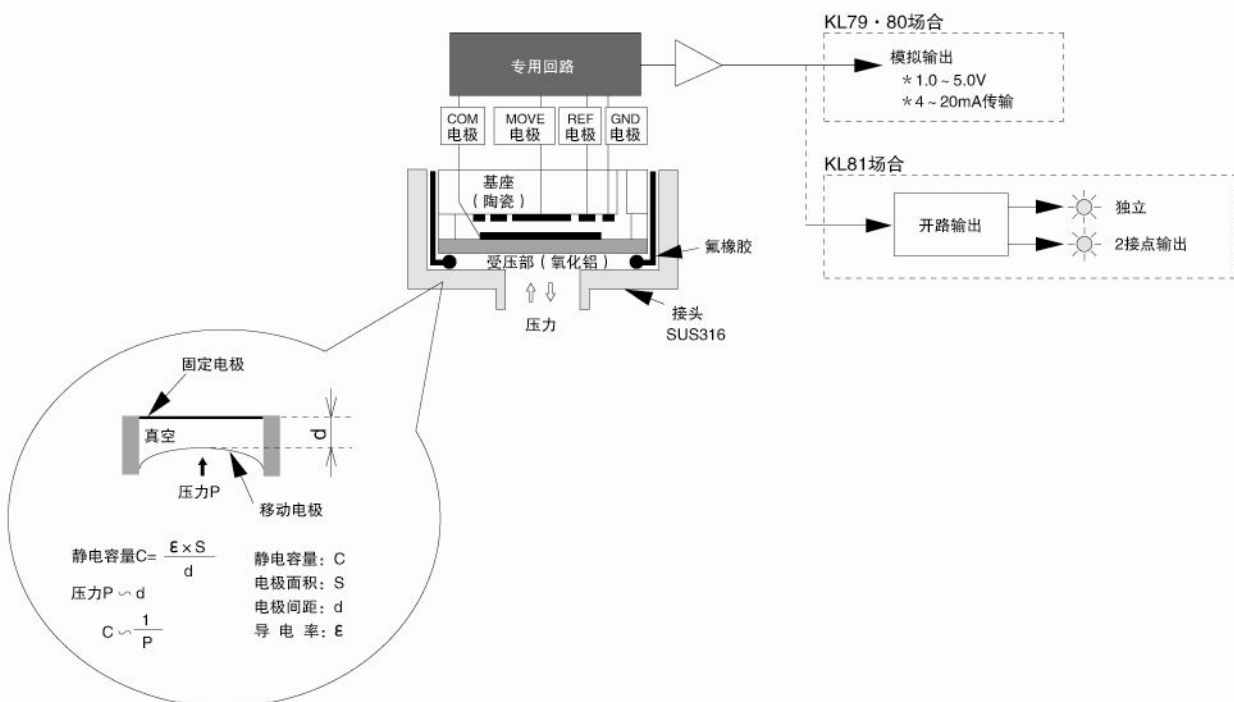 KL79・80场合
专用回路
模拟输出
*1.0~5.0V
*4~20mA传输
COM
电极
MOVE
电极
REF
电极
GND
电极
KL81场合
基座
(陶瓷)
开路输出
独立
2接点输出
氟橡胶
受压部(氧化铝)
压力
接头
SUS316
固定电极
真空
d
压力P
移动电极
静电容量C= ε×S
d
压力P ∽ d
C ∽ 1
P
静电容量: C
电极面积: S
电极间距: d
导 电 率: ε